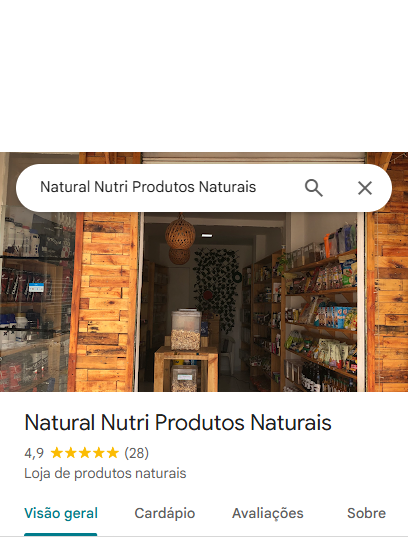 Natural Nutri Produtos Naturais
Natural Nutri Produtos Naturais
4,9 (28)
Loja de produtos naturais
Visão geral Cardápio Avaliações Sobre